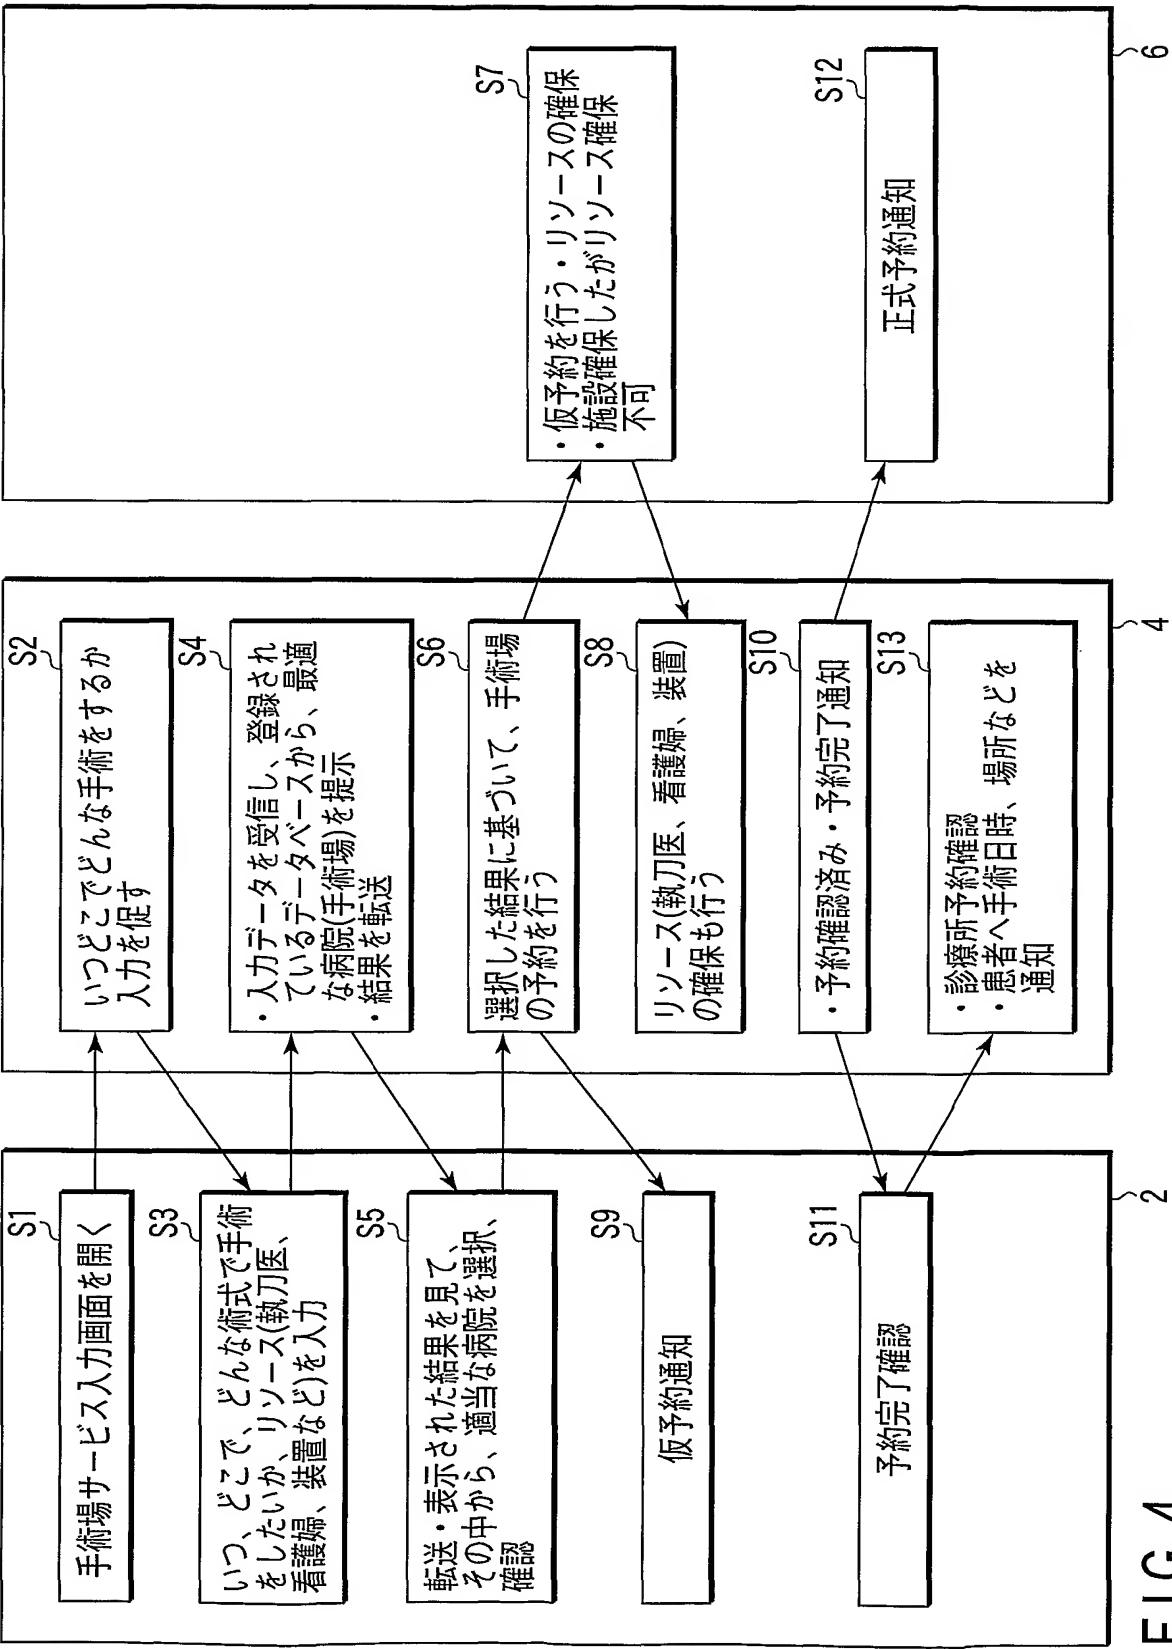 S1
手術場サービス入力画面を開く
S3
いつ、どこで、どんな術式で手術
をしたいか、リソース(執刀医、
看護婦、装置など)を入力
S5
転送・表示された結果を見て、
その中から、適当な病院を選択、
確認
S9
仮予約通知
S11
予約完了確認
2
S2
いつどこでどんな手術をするか
入力を促す
S4
・入力データを受信し、登録され
ているデータベースから、最適
な病院(手術場)を提示
・結果を転送
S6
選択した結果に基づいて、手術場
の予約を行う
S8
リソース(執刀医、看護婦、装置)
の確保も行う
S10
・予約確認済み・予約完了通知
S13
・診療所予約確認
・患者へ手術日時、場所などを
通知
4
S7
・仮予約を行う・リソースの確保
・施設確保したがリソース確保
不可
S12
正式予約通知
6
FIG.4